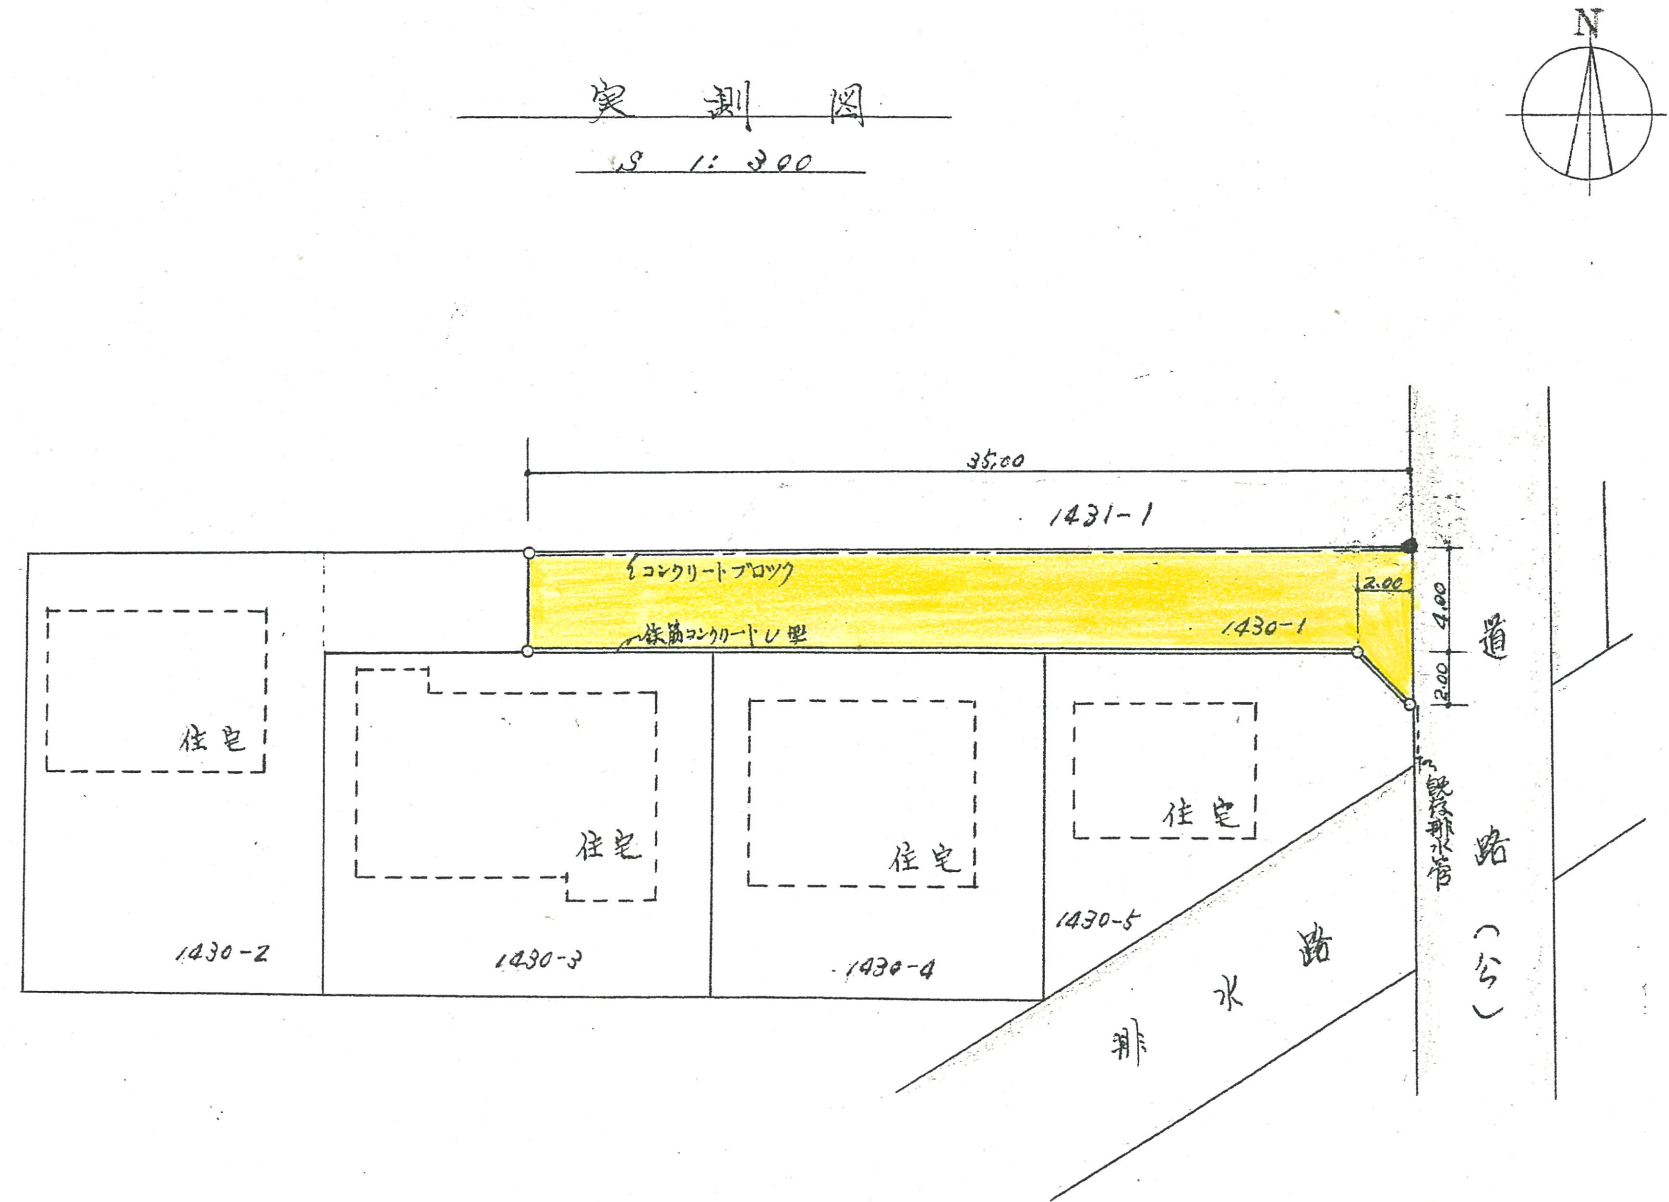 N
実測図
S 1:300
35.00
1431-1
コンクリートブロック
2.00
4.00
鉄筋コンクリートU型
1430-1
2.00
道路(公)
住宅
住宅
住宅
住宅
既設排水管
1430-2
1430-3
1430-4
1430-5
排水路